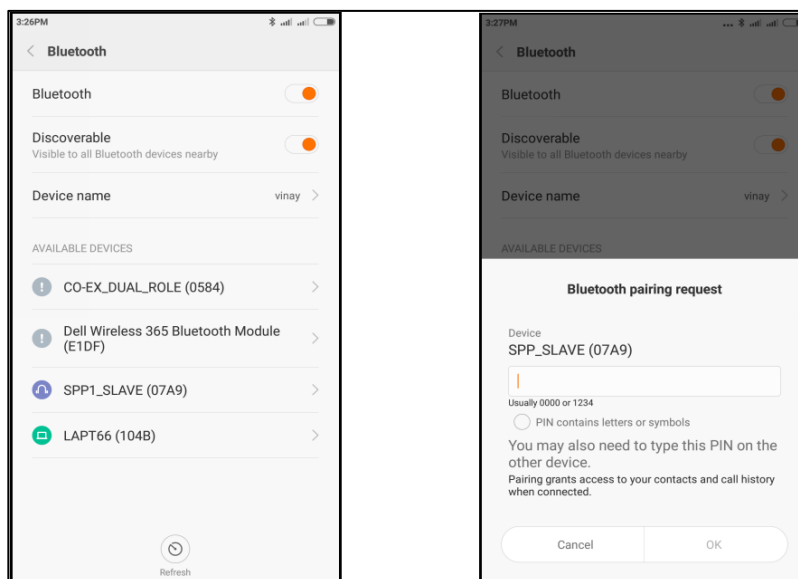 3:26PM
Bluetooth
Bluetooth
Discoverable
Visible to all Bluetooth devices nearby
Device name vinay
AVAILABLE DEVICES
CO-EX_DUAL_ROLE (0584)
Dell Wireless 365 Bluetooth Module
(E1DF)
SPP1_SLAVE (07A9)
LAPT66 (104B)
Refresh
3:27PM
Bluetooth
Bluetooth
Discoverable
Visible to all Bluetooth devices nearby
Device name vinay
AVAILABLE DEVICES
Bluetooth pairing request
Device
SPP_SLAVE (07A9)
Usually 0000 or 1234
PIN contains letters or symbols
You may also need to type this PIN on the
other device.
Pairing grants access to your contacts and call history
when connected.
Cancel OK